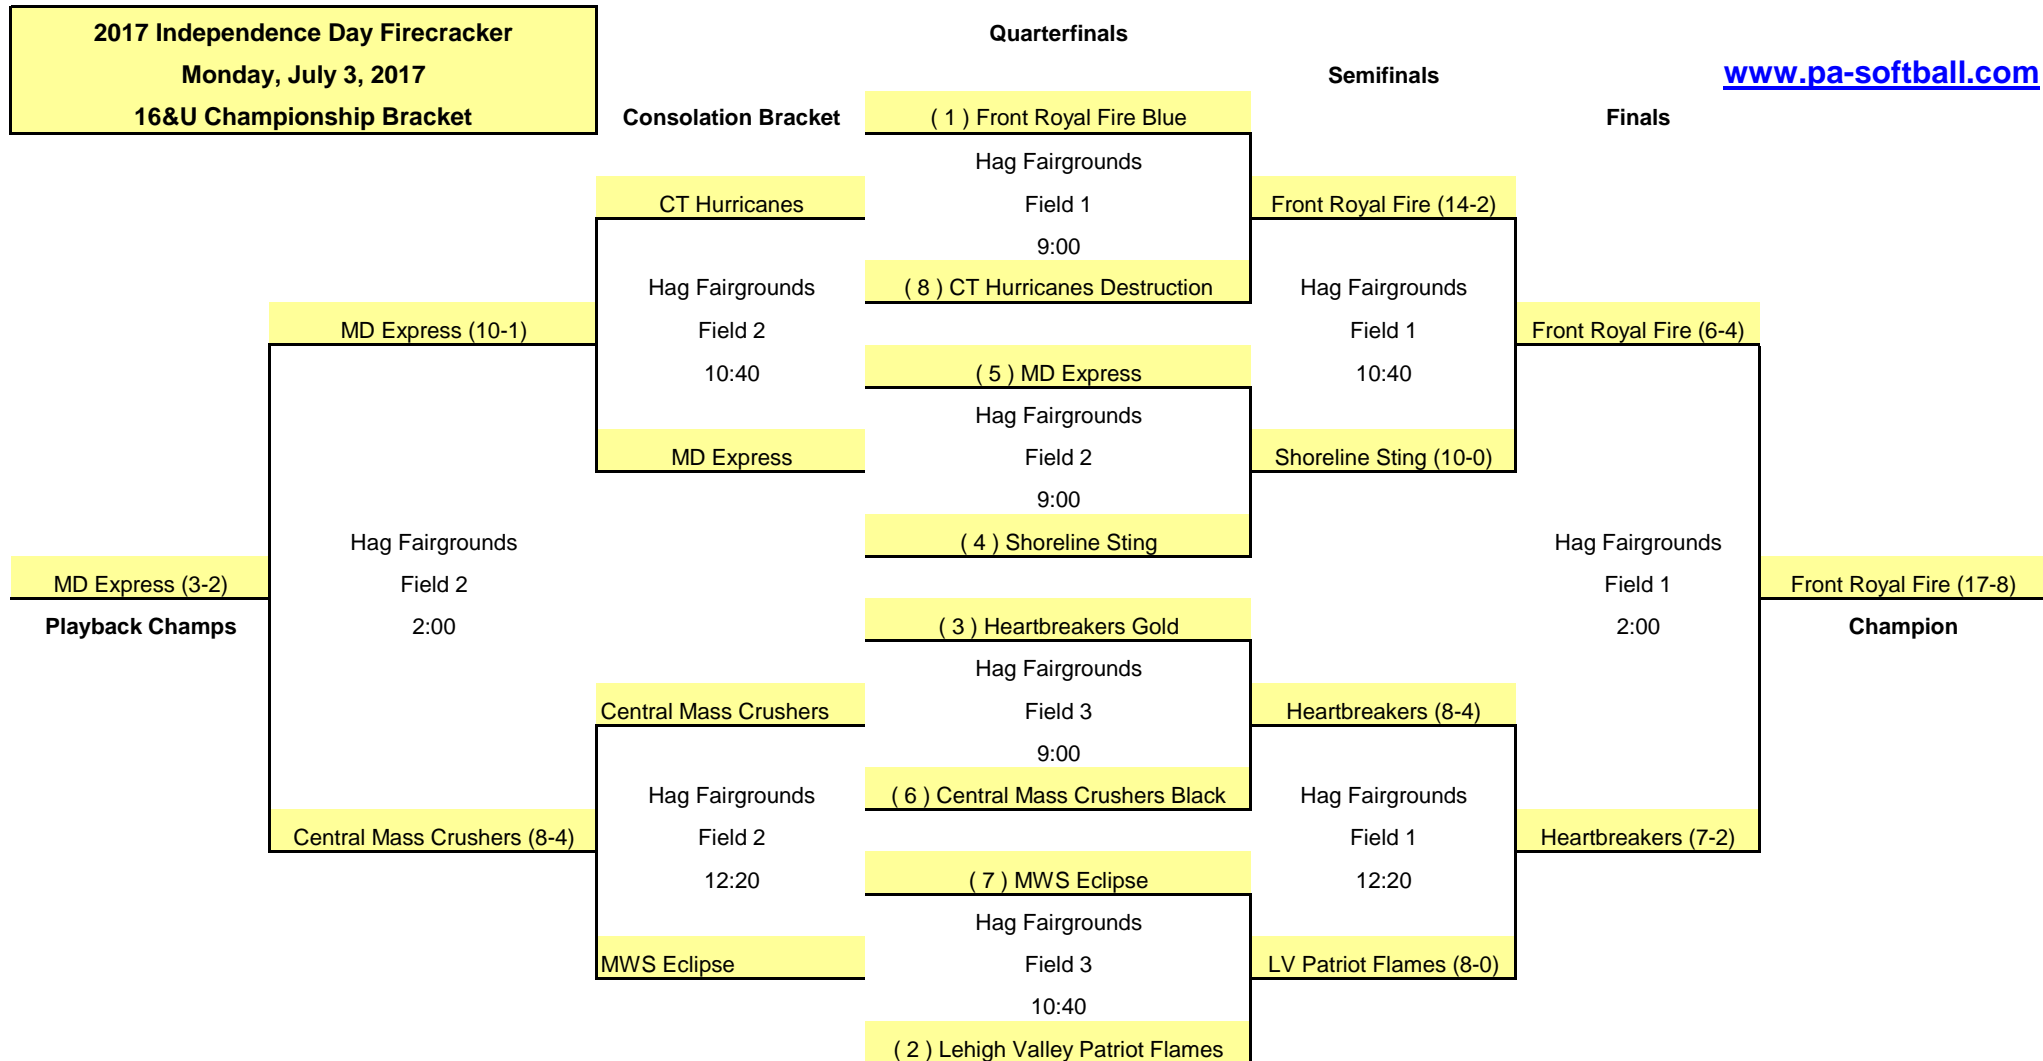 2017 Independence Day Firecracker
Monday, July 3, 2017
16&U Championship Bracket
Quarterfinals
Semifinals
www.pa-softball.com
Consolation Bracket
( 1 ) Front Royal Fire Blue
Finals
Hag Fairgrounds
CT Hurricanes
Field 1
Front Royal Fire (14-2)
9:00
Hag Fairgrounds
( 8 ) CT Hurricanes Destruction
Hag Fairgrounds
MD Express (10-1)
Field 2
Field 1
Front Royal Fire (6-4)
10:40
( 5 ) MD Express
10:40
Hag Fairgrounds
MD Express
Field 2
Shoreline Sting (10-0)
9:00
Hag Fairgrounds
( 4 ) Shoreline Sting
Hag Fairgrounds
MD Express (3-2)
Field 2
Field 1
Front Royal Fire (17-8)
Playback Champs
2:00
( 3 ) Heartbreakers Gold
2:00
Champion
Hag Fairgrounds
Central Mass Crushers
Field 3
Heartbreakers (8-4)
9:00
Hag Fairgrounds
( 6 ) Central Mass Crushers Black
Hag Fairgrounds
Central Mass Crushers (8-4)
Field 2
Field 1
Heartbreakers (7-2)
12:20
( 7 ) MWS Eclipse
12:20
Hag Fairgrounds
MWS Eclipse
Field 3
LV Patriot Flames (8-0)
10:40
( 2 ) Lehigh Valley Patriot Flames